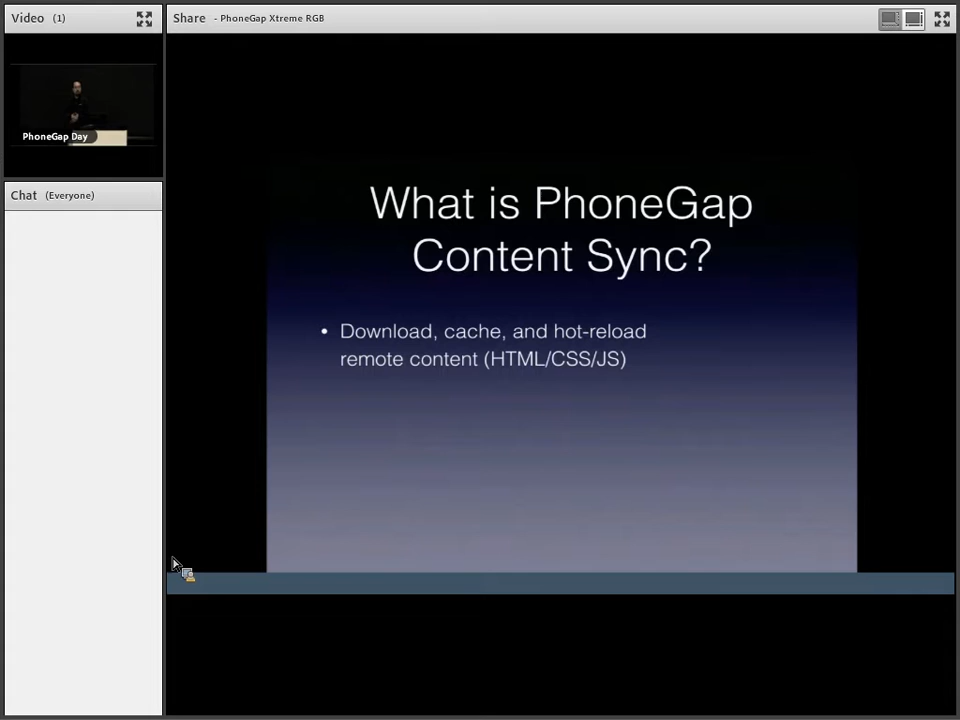 Video (1)
Share - PhoneGap Xtreme RGB
PhoneGap Day
Chat (Everyone)
What is PhoneGap
Content Sync?
• Download, cache, and hot-reload
remote content (HTML/CSS/JS)